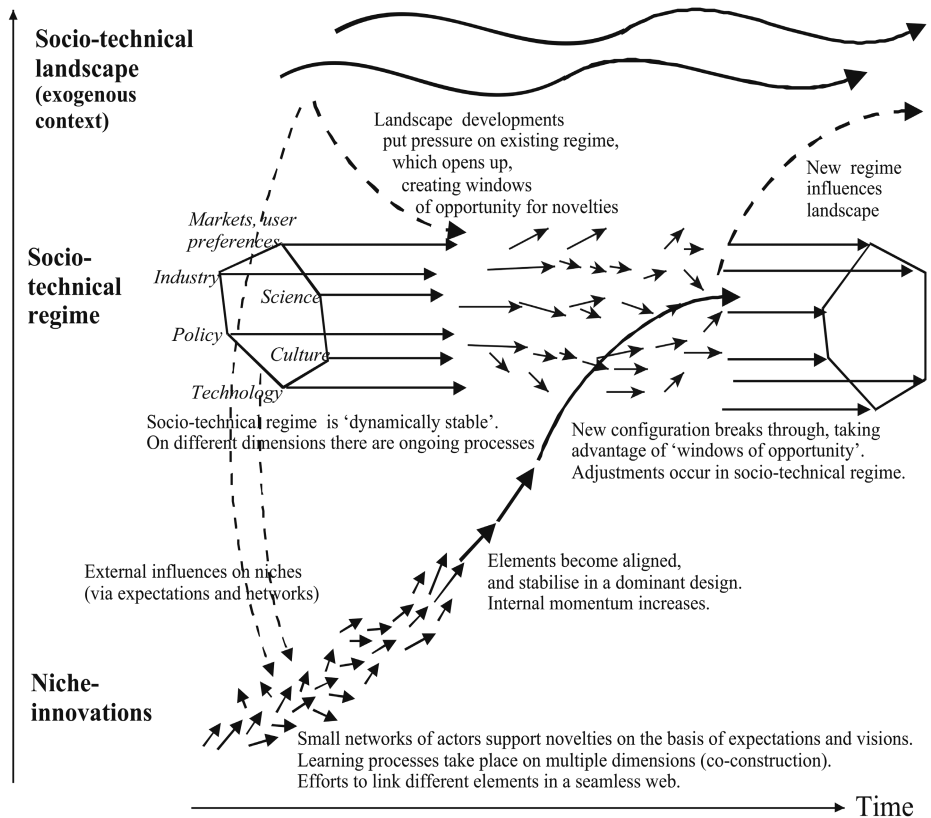 Socio-technical
landscape
(exogenous
context)
Landscape developments
put pressure on existing regime,
which opens up,
creating windows
of opportunity for novelties
New regime
influences
landscape
Markets, user
preferences
Socio-
technical
regime
Industry
Science
Policy
Culture
Technology
Socio-technical regime is ‘dynamically stable’.
On different dimensions there are ongoing processes
New configuration breaks through, taking
advantage of ‘windows of opportunity’.
Adjustments occur in socio-technical regime.
Elements become aligned,
and stabilise in a dominant design.
Internal momentum increases.
External influences on niches
(via expectations and networks)
Niche-
innovations
Small networks of actors support novelties on the basis of expectations and visions.
Learning processes take place on multiple dimensions (co-construction).
Efforts to link different elements in a seamless web.
Time